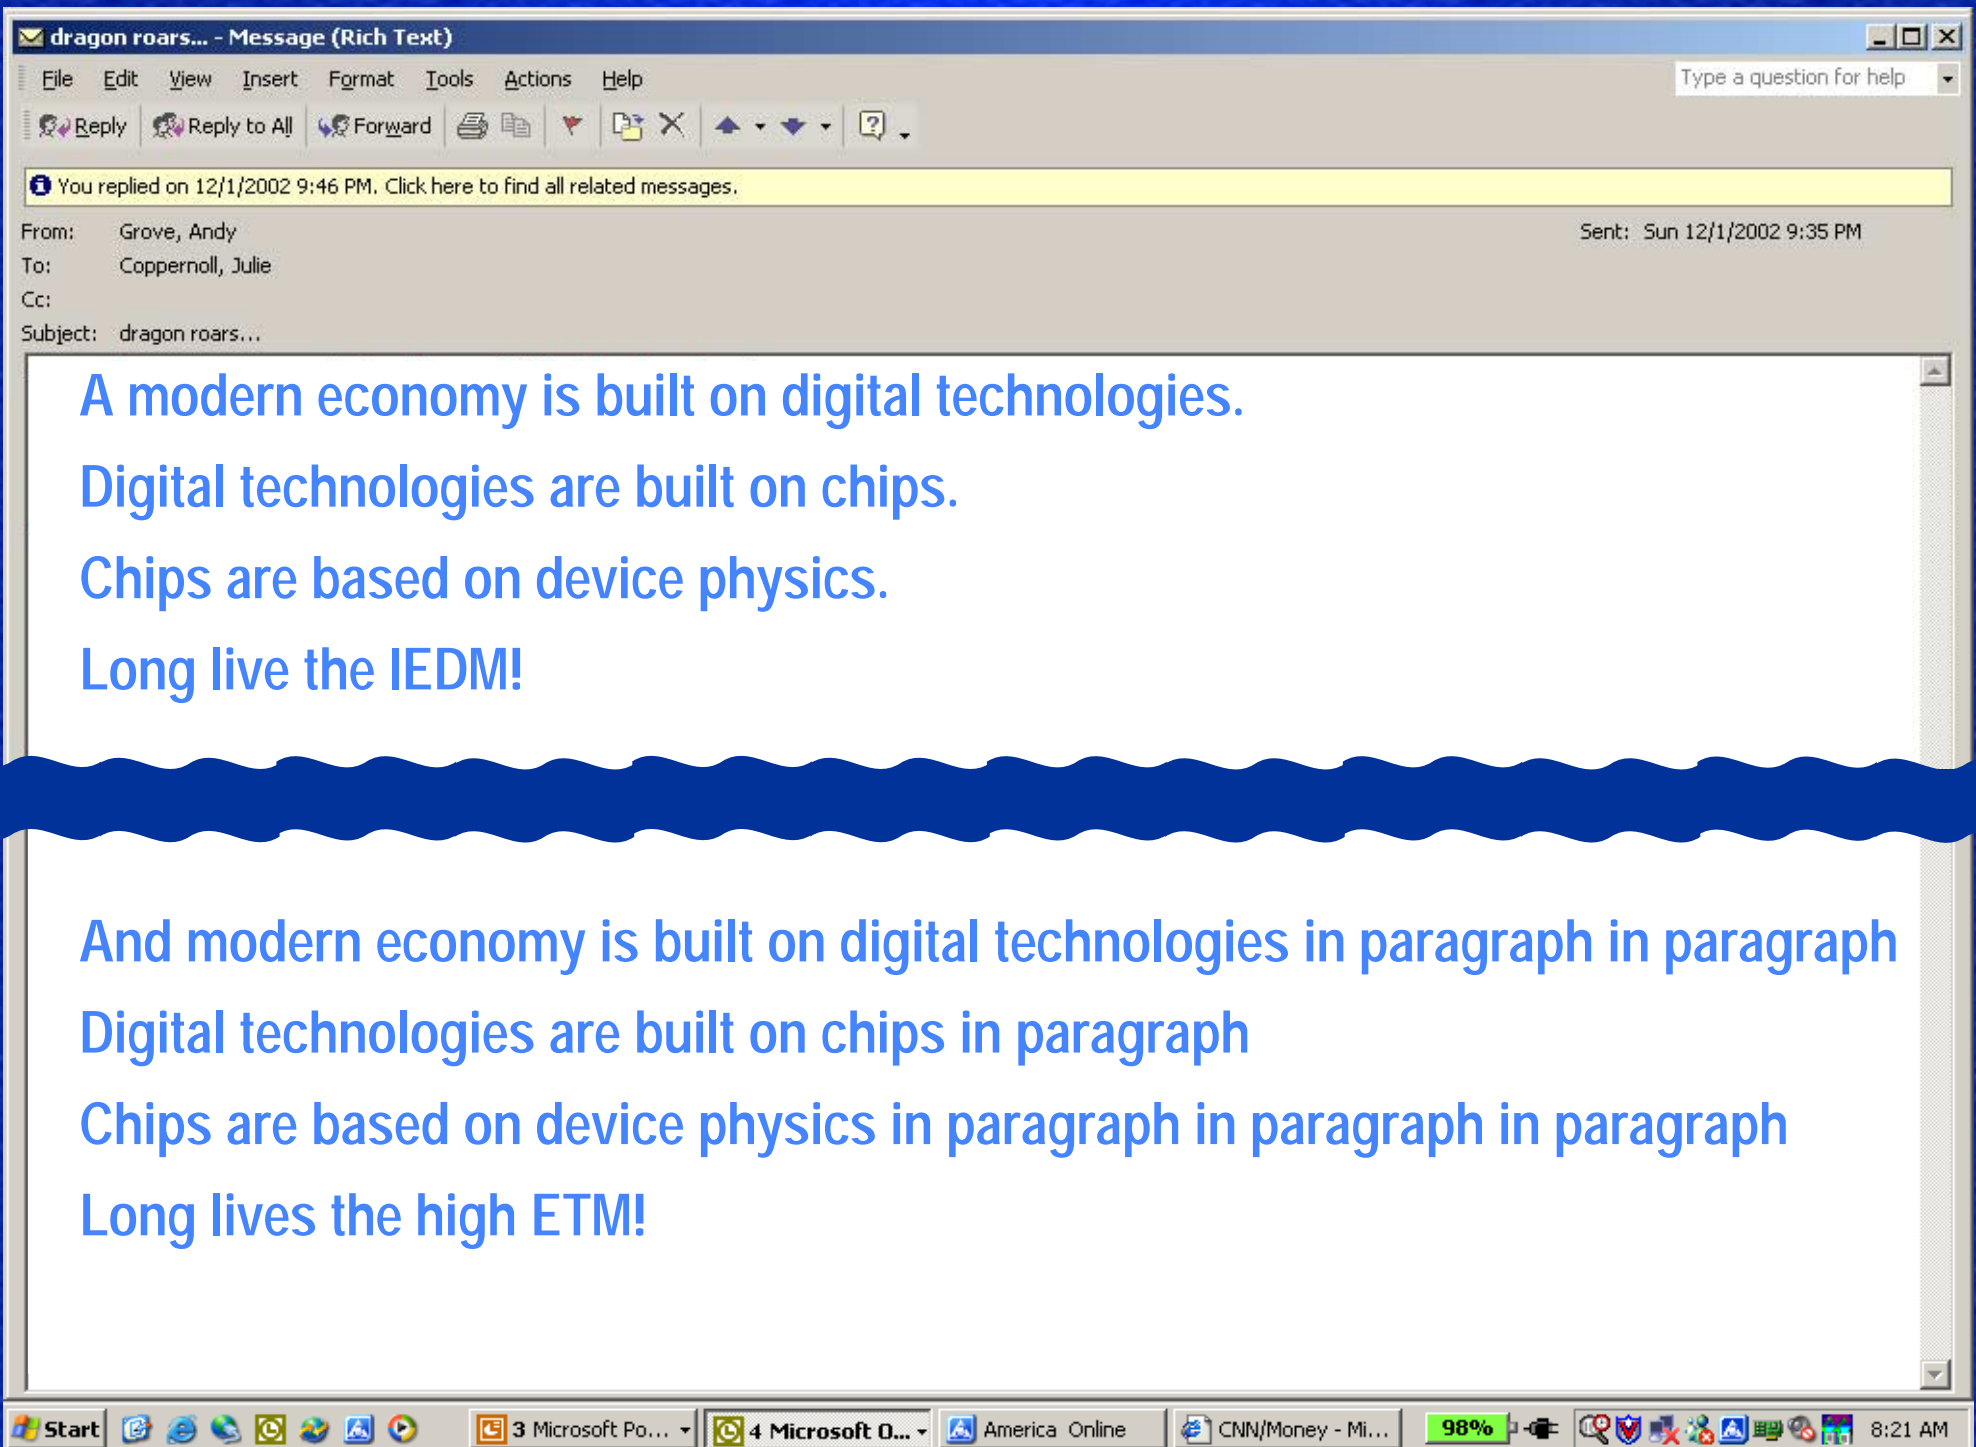 dragon roars... - Message (Rich Text)
File Edit View Insert Format Tools Actions Help
Type a question for help
Reply Reply to All Forward
You replied on 12/1/2002 9:46 PM. Click here to find all related messages.
From: Grove, Andy
Sent: Sun 12/1/2002 9:35 PM
To: Coppernoll, Julie
Cc:
Subject: dragon roars...
A modern economy is built on digital technologies.
Digital technologies are built on chips.
Chips are based on device physics.
Long live the IEDM!
And modern economy is built on digital technologies in paragraph in paragraph
Digital technologies are built on chips in paragraph
Chips are based on device physics in paragraph in paragraph in paragraph
Long lives the high ETM!
Start 3 Microsoft Po... 4 Microsoft O... America Online CNN/Money - Mi... 98% 8:21 AM